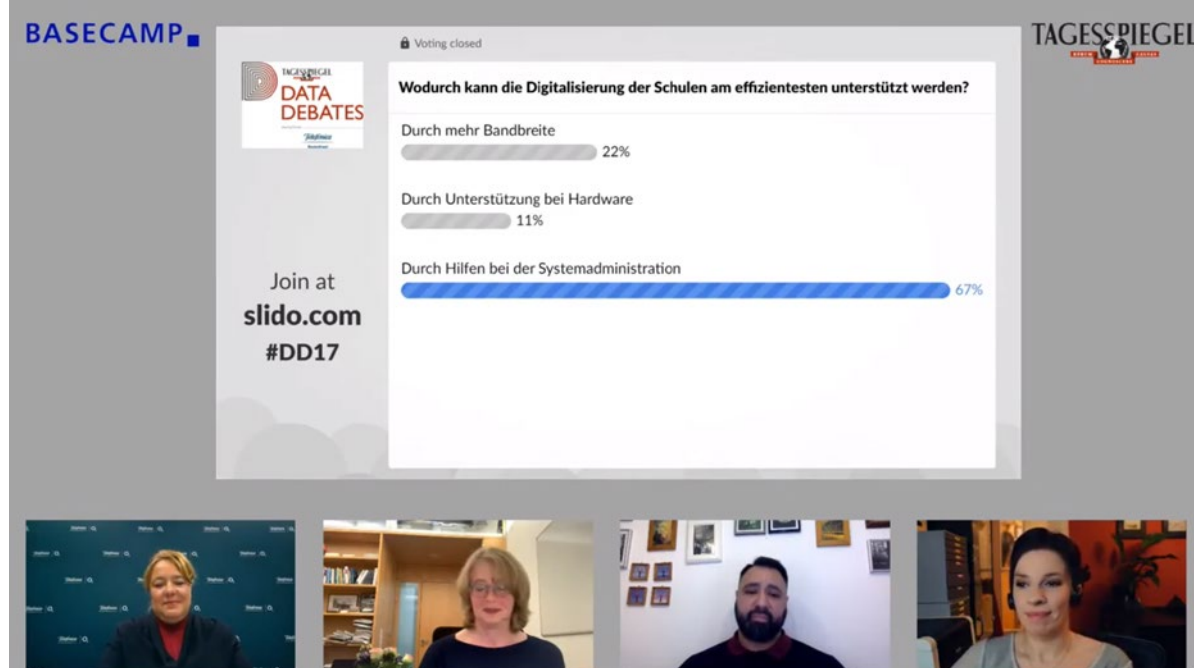 BASECAMP
TAGESSPIEGEL
Voting closed
TAGESSPIEGEL
DATA
DEBATES
Telefónica
Wodurch kann die Digitalisierung der Schulen am effizientesten unterstützt werden?
Durch mehr Bandbreite
22%
Durch Unterstützung bei Hardware
11%
Durch Hilfen bei der Systemadministration
67%
Join at
slido.com
#DD17